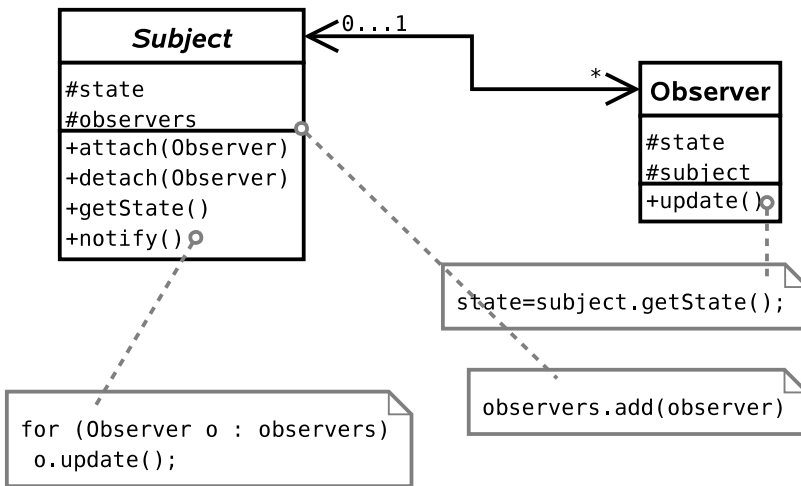 Subject
#state
#observers
+attach(Observer)
+detach(Observer)
+getState()
+notify()
0...1
*
Observer
#state
#subject
+update()
state=subject.getState();
observers.add(observer)
for (Observer o : observers)
o.update();